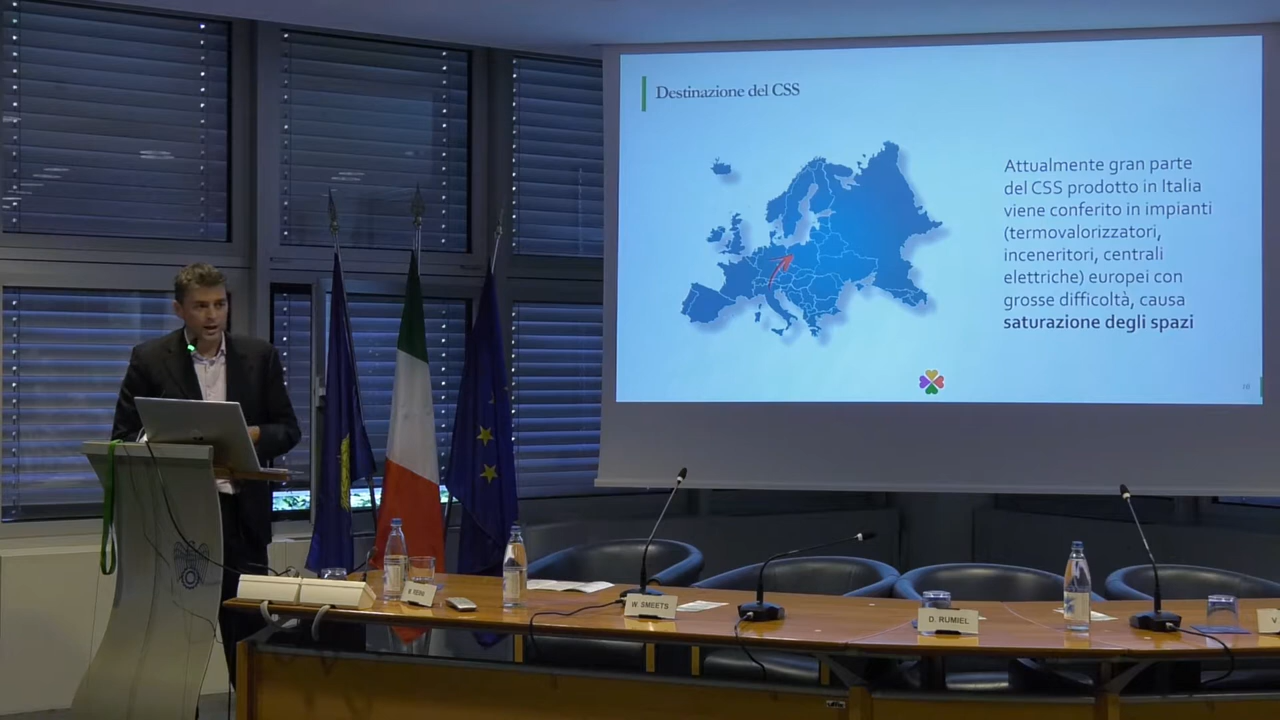 Destinazione del CSS
Attualmente gran parte
del CSS prodotto in Italia
viene conferito in impianti
(termovalorizzatori,
inceneritori, centrali
elettriche) europei con
grosse difficoltà, causa
saturazione degli spazi
W. SMEETS
D. RUMIEL
V.